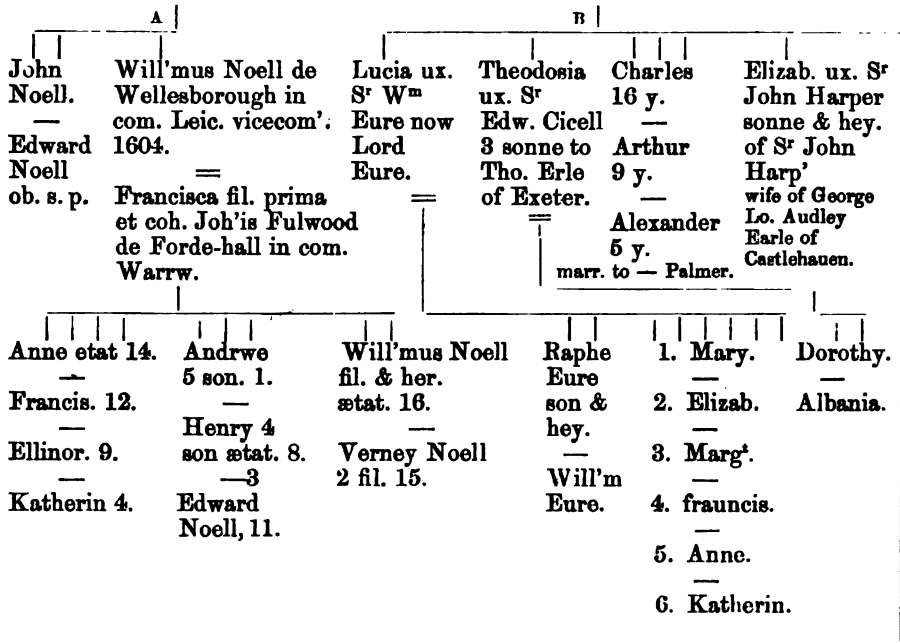 A
B
John
Noell.
—
Edward
Noell
ob. s. p.
Will'mus Noell de
Wellesborough in
com. Leic. vicecom'.
1604.
=
Francisca fil. prima
et coh. Joh'is Fulwood
de Forde-hall in com.
Warrw.
Lucia ux.
Sʳ Wᵐ
Eure now
Lord
Eure.
=
Theodosia
ux. Sʳ
Edw. Cicell
3 sonne to
Tho. Erle
of Exeter.
=
Charles
16 y.
—
Arthur
9 y.
—
Alexander
5 y.
marr. to — Palmer.
Elizab. ux. Sʳ
John Harper
sonne & hey.
of Sʳ John
Harp'
wife of George
Lo. Audley
Earle of
Castlehauen.
Anne etat 14.
—
Francis. 12.
—
Ellinor. 9.
—
Katherin 4.
Andrwe
5 son. 1.
—
Henry 4
son ætat. 8.
—3
Edward
Noell, 11.
Will'mus Noell
fil. & her.
ætat. 16.
—
Verney Noell
2 fil. 15.
Raphe
Eure
son &
hey.
—
Will'm
Eure.
1. Mary.
—
2. Elizab.
—
3. Margᵗ.
—
4. frauncis.
—
5. Anne.
—
6. Katherin.
Dorothy.
—
Albania.